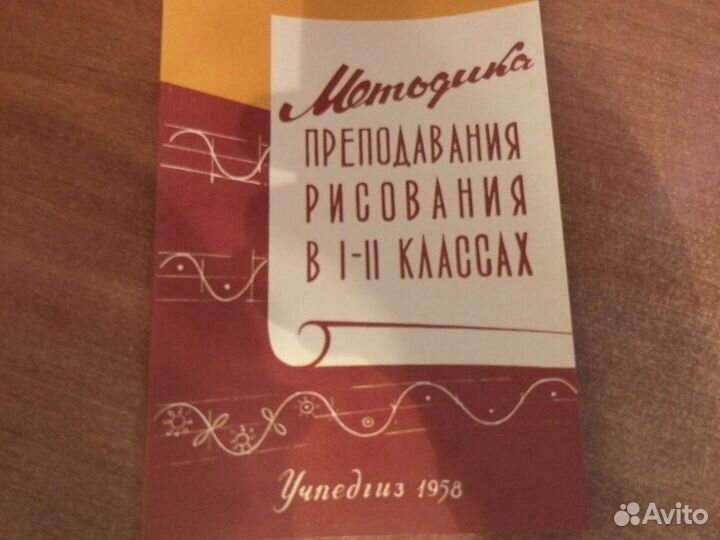 Методика
ПРЕПОДАВАНИЯ
РИСОВАНИЯ
В I-II КЛАССАХ
Учпедгиз 1958
Avito